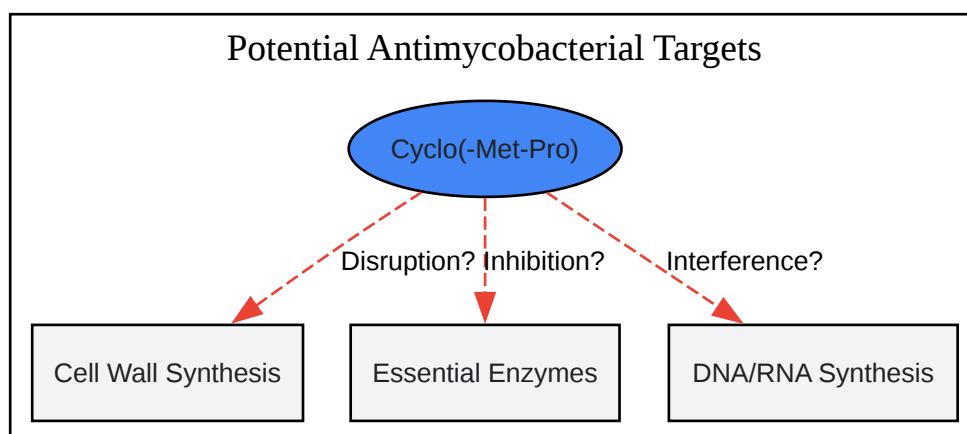 Potential Antimycobacterial Targets
Cyclo(-Met-Pro)
Disruption? Inhibition? Interference?
Cell Wall Synthesis Essential Enzymes DNA/RNA Synthesis